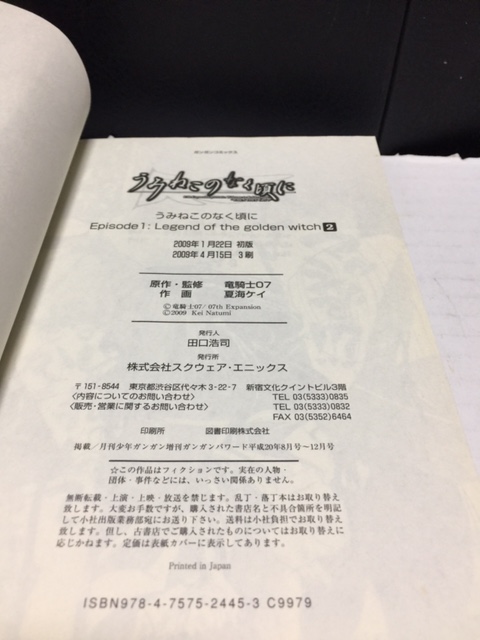 ガンガンコミックス
うみねこのなく頃に
うみねこのなく頃に
Episode1: Legend of the golden witch 2
2009年1月22日 初版
2009年4月15日 3刷
原作・監修 竜騎士07
作画 夏海ケイ
©竜騎士07/07th Expansion
©2009 Kei Natumi
発行人
田口浩司
発行所
株式会社スクウェア・エニックス
〒151-8544 東京都渋谷区代々木3-22-7 新宿文化クイントビル3階
〈内容についてのお問い合わせ〉 TEL 03(5333)0835
〈販売・営業に関するお問い合わせ〉 TEL 03(5333)0832
FAX 03(5352)6464
印刷所 図書印刷株式会社
掲載/月刊少年ガンガン増刊ガンガンパワード平成20年8月号~12月号
☆この作品はフィクションです。実在の人物・
団体・事件などには、いっさい関係ありません。
無断転載・上演・上映・放送を禁じます。乱丁・落丁本はお取り替え
致します。大変お手数ですが、購入された書店名と不具合箇所を明記
して小社出版業務部宛にお送り下さい。送料は小社負担でお取り替え
致します。但し、古書店でご購入されたものについてはお取り替えに
応じかねます。定価は表紙カバーに表示してあります。
Printed in Japan
ISBN978-4-7575-2445-3 C9979